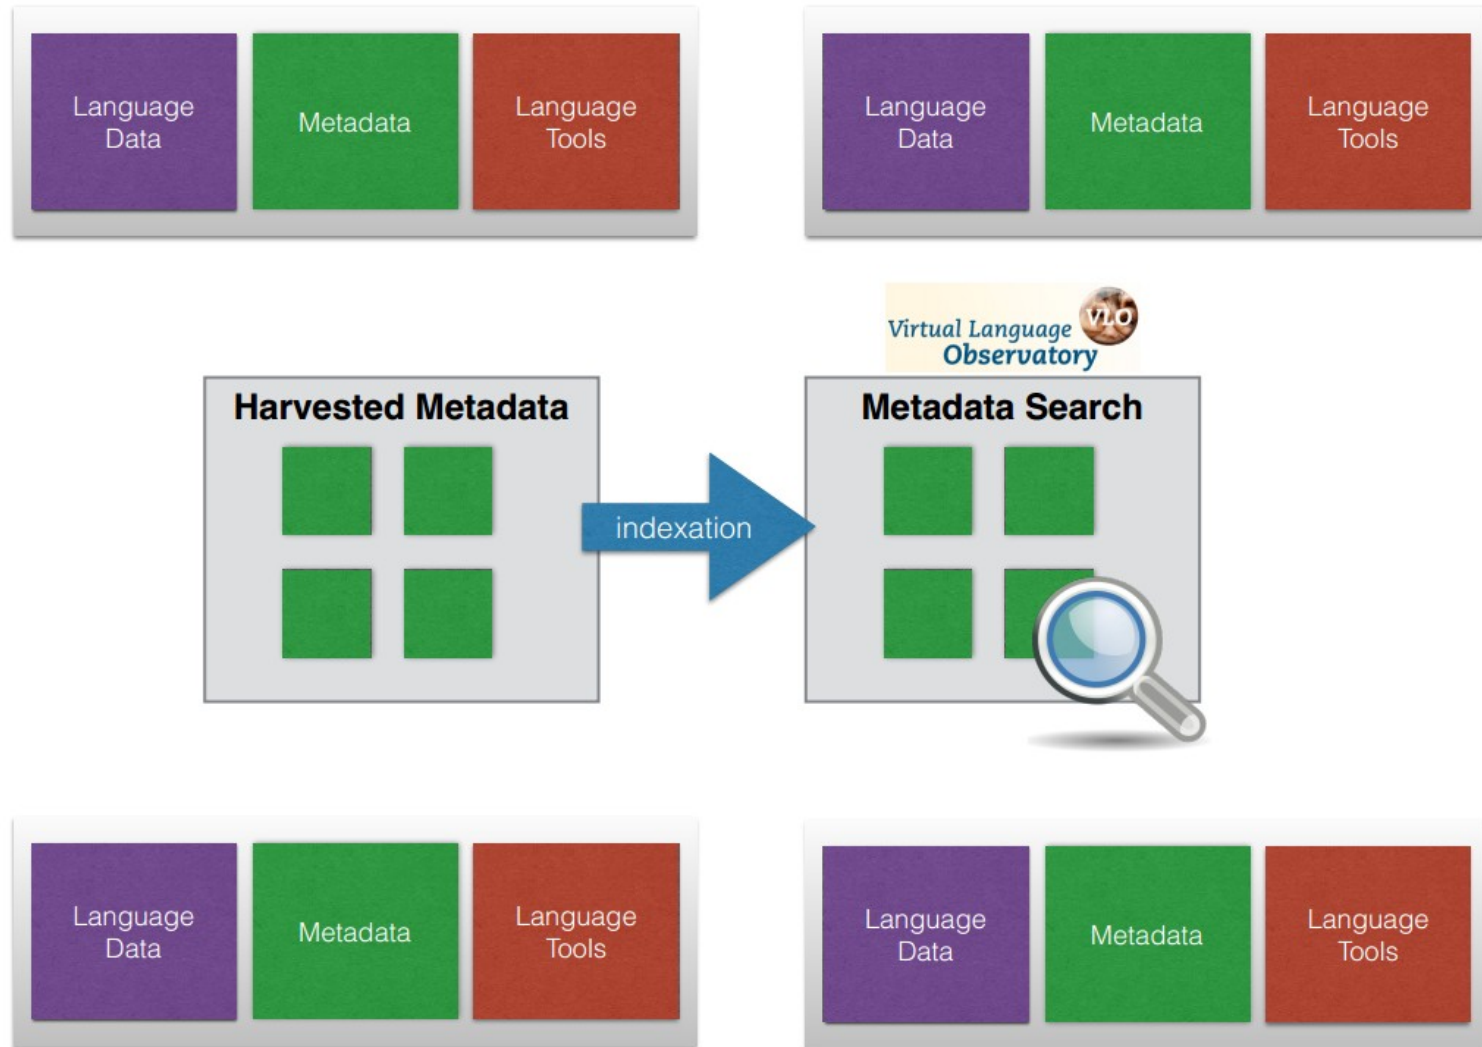 Language
Data
Metadata
Language
Tools
Language
Data
Metadata
Language
Tools
Virtual Language
Observatory
VLO
Harvested Metadata
indexation
Metadata Search
Language
Data
Metadata
Language
Tools
Language
Data
Metadata
Language
Tools